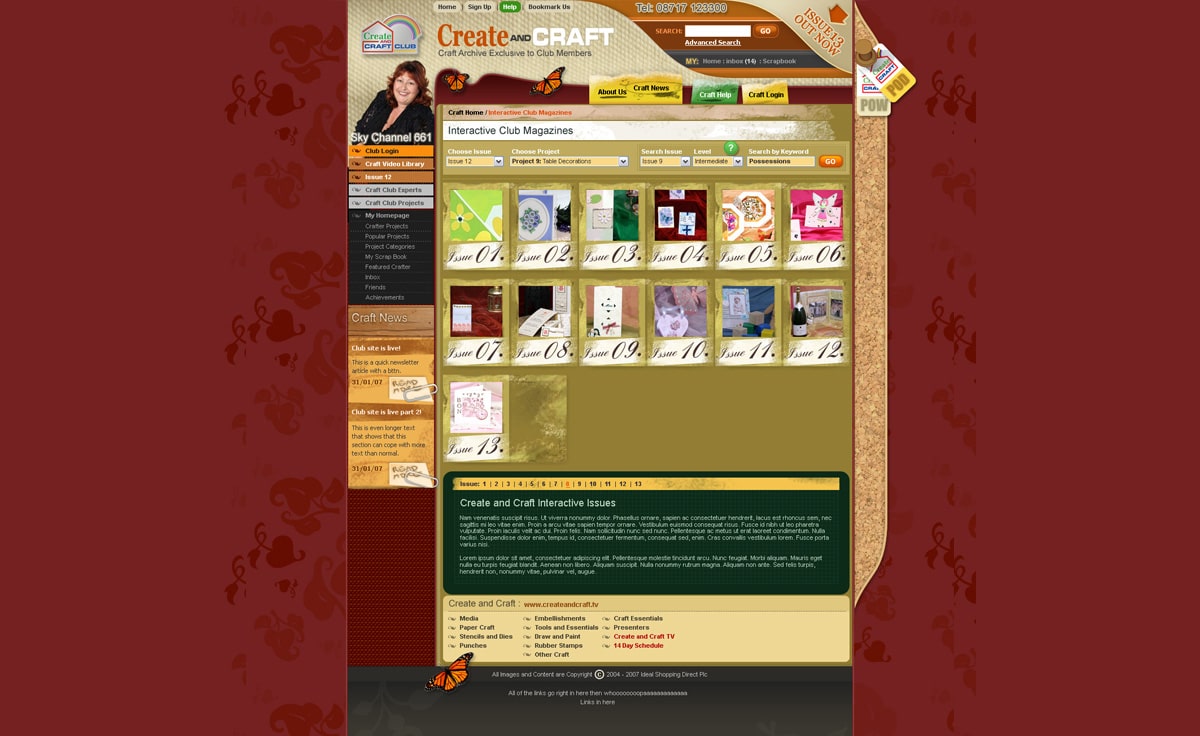 Home | Sign Up | Help | Bookmark Us
Tel: 08717 123300
Create AND CRAFT CLUB
Create AND CRAFT
Craft Archive Exclusive to Club Members
SEARCH: GO
Advanced Search
MY: Home : inbox (14) : Scrapbook
ISSUE13
OUT NOW
POW
POD
About Us
Craft News
Craft Help
Craft Login
Sky Channel 661
Club Login
Craft Video Library
Issue 12
Craft Club Experts
Craft Club Projects
My Homepage
Crafter Projects
Popular Projects
Project Categories
My Scrap Book
Featured Crafter
Inbox
Friends
Achievements
Craft News
Club site is live!
This is a quick newsletter
article with a bttn.
31/01/07 READ MORE
Club site is live part 2!
This is even longer text
that shows that this
section can cope with more
text than normal.
31/01/07 READ MORE
Craft Home / Interactive Club Magazines
Interactive Club Magazines
Choose Issue
Issue 12
Choose Project
Project 9: Table Decorations
Search Issue
Issue 9
Level ?
Intermediate
Search by Keyword
Possessions GO
Issue 01.
Issue 02.
Issue 03.
Issue 04.
Issue 05.
Issue 06.
Issue 07.
Issue 08.
Issue 09.
Issue 10.
Issue 11.
Issue 12.
Issue 13.
Issue: 1 | 2 | 3 | 4 | 5 | 6 | 7 | 8 | 9 | 10 | 11 | 12 | 13
Create and Craft Interactive Issues
Nam venenatis suscipit risus. Ut viverra nonummy dolor. Phasellus ornare, sapien ac consectetuer hendrerit, lacus est rhoncus sem, nec
sagittis mi leo vitae enim. Proin a arcu vitae sapien tempor ornare. Vestibulum euismod consequat risus. Fusce id nibh ut leo pharetra
vulputate. Proin iaculis velit ac dui. Proin felis. Nam sollicitudin nunc sed nunc. Pellentesque ac metus ut erat laoreet condimentum. Nulla
facilisi. Suspendisse dolor enim, tempus id, consectetuer fermentum, consequat sed, enim. Cras convallis vestibulum lorem. Fusce porta
varius nisi.
Lorem ipsum dolor sit amet, consectetuer adipiscing elit. Pellentesque molestie tincidunt arcu. Nunc feugiat. Morbi aliquam. Mauris eget
nulla eu turpis feugiat blandit. Aenean non libero. Aliquam suscipit. Nulla nonummy rutrum magna. Aliquam non ante. Sed felis turpis,
hendrerit non, nonummy vitae, pulvinar vel, augue.
Create and Craft : www.createandcraft.tv
Media
Paper Craft
Stencils and Dies
Punches
Embellishments
Tools and Essentials
Draw and Paint
Rubber Stamps
Other Craft
Craft Essentials
Presenters
Create and Craft TV
14 Day Schedule
All Images and Content are Copyright © 2004 - 2007 Ideal Shopping Direct Plc
All of the links go right in here then whoooooooopaaaaaaaaaaaaa
Links in here